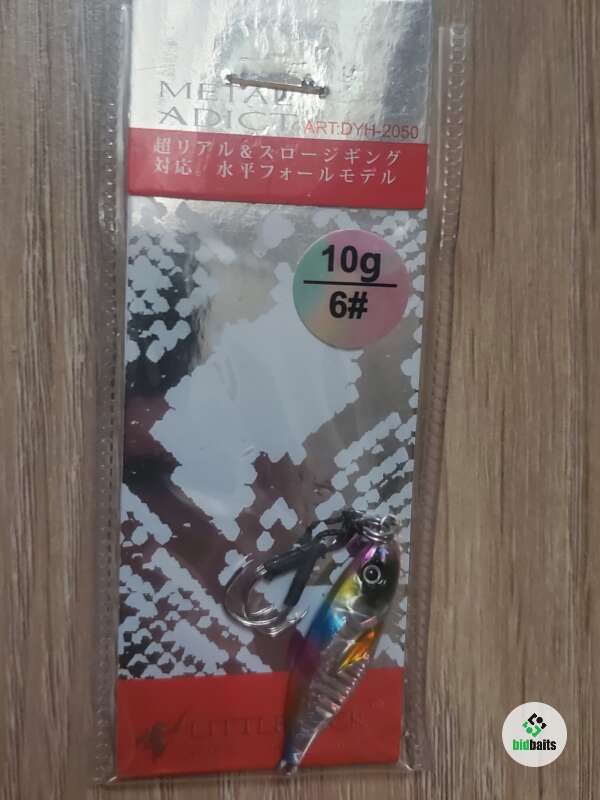 METAL
ADICT
ART:DYH-2050
超リアル＆スロージギング
対応 水平フォールモデル
10g
6#
bidbaits